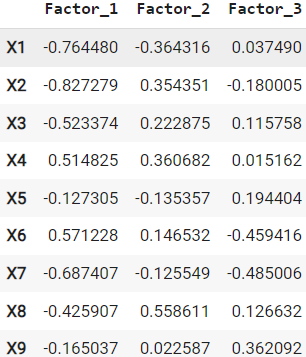 Factor_1 Factor_2 Factor_3
X1 -0.764480 -0.364316 0.037490
X2 -0.827279 0.354351 -0.180005
X3 -0.523374 0.222875 0.115758
X4 0.514825 0.360682 0.015162
X5 -0.127305 -0.135357 0.194404
X6 0.571228 0.146532 -0.459416
X7 -0.687407 -0.125549 -0.485006
X8 -0.425907 0.558611 0.126632
X9 -0.165037 0.022587 0.362092